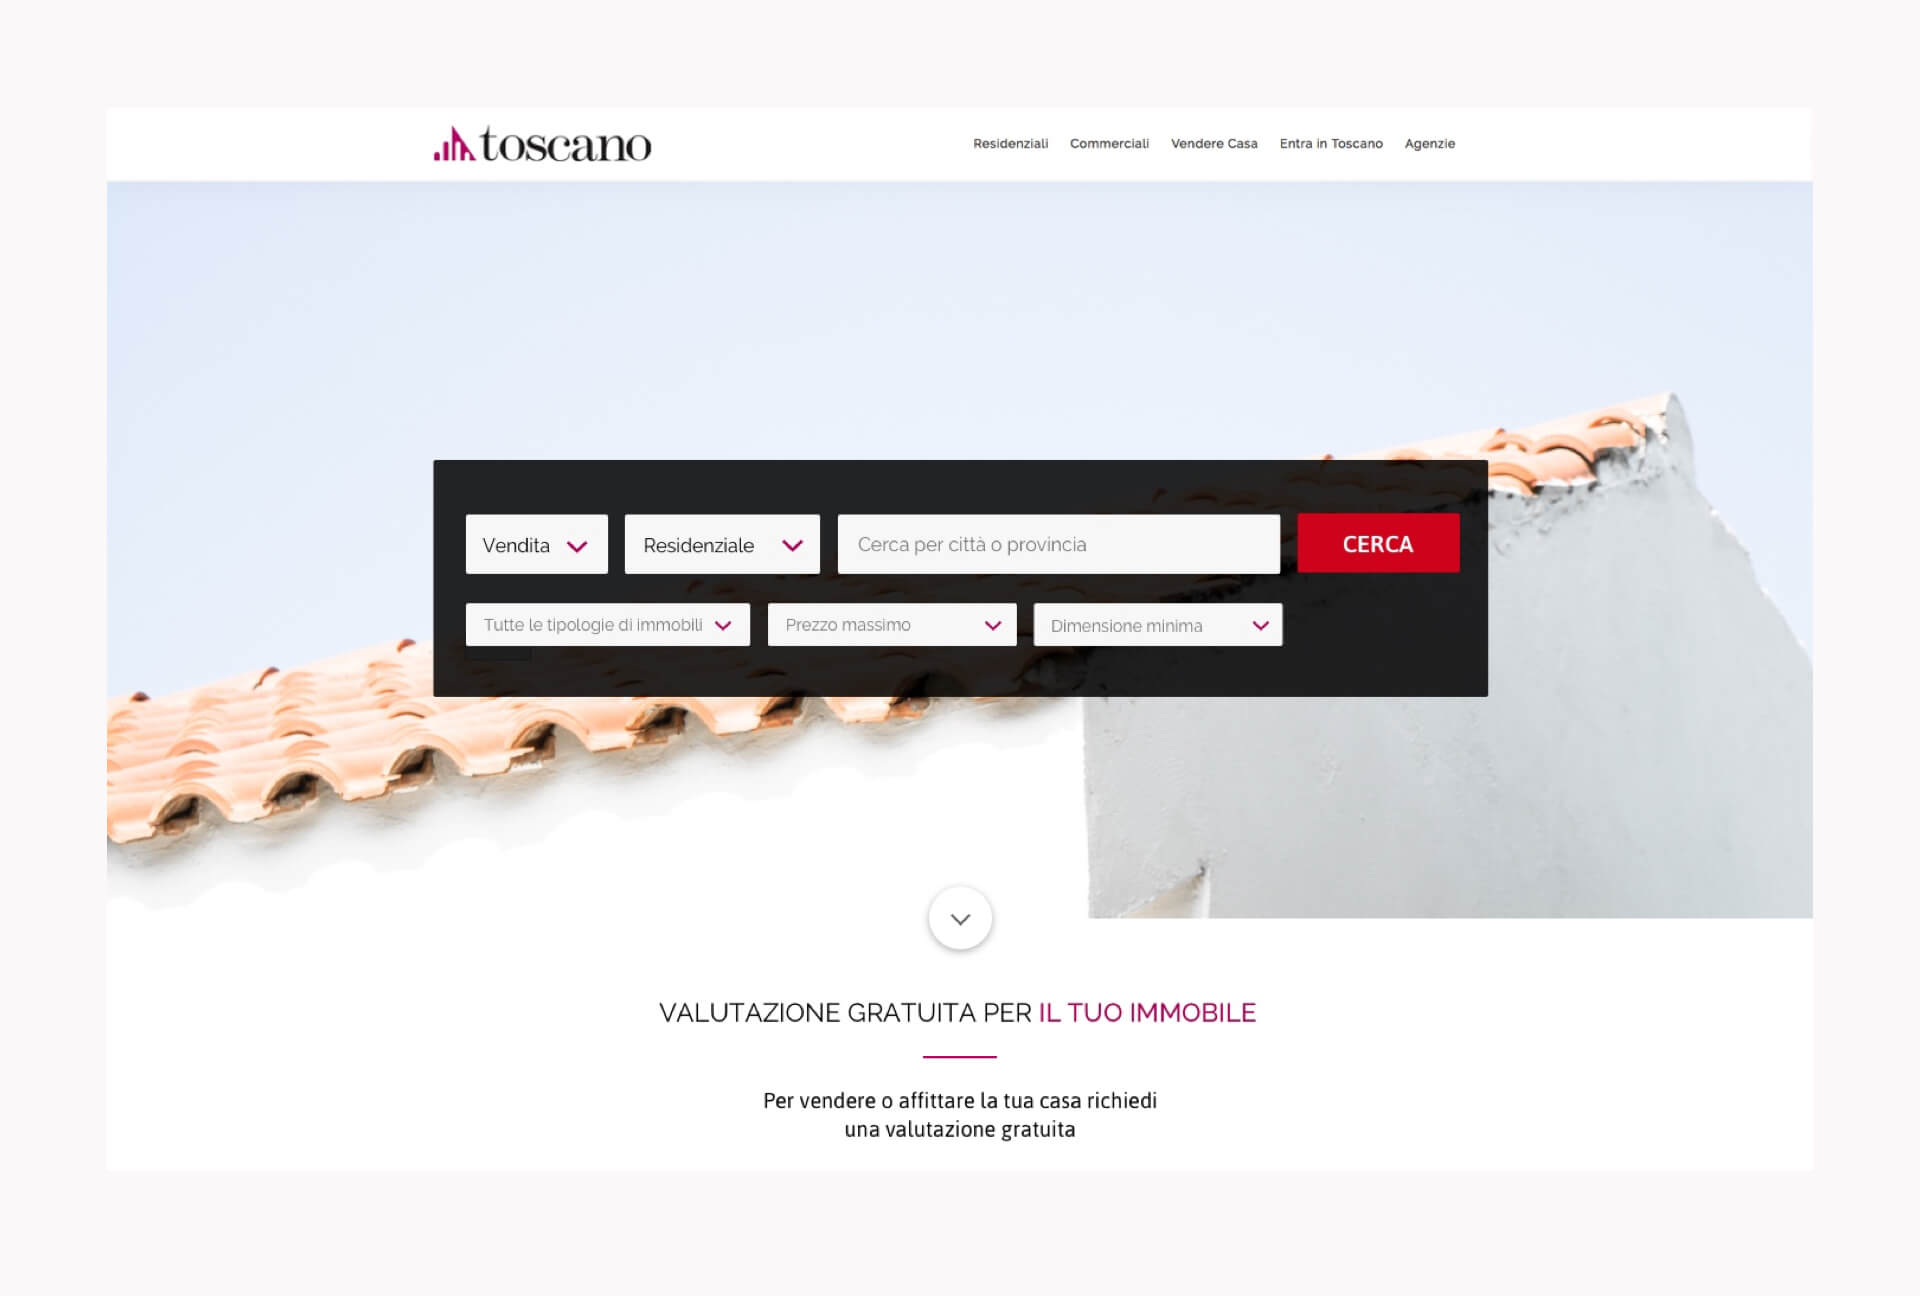 toscano
Residenziali Commerciali Vendere Casa Entra in Toscano Agenzie
Vendita Residenziale Cerca per città o provincia CERCA
Tutte le tipologie di immobili Prezzo massimo Dimensione minima
VALUTAZIONE GRATUITA PER IL TUO IMMOBILE
Per vendere o affittare la tua casa richiedi
una valutazione gratuita